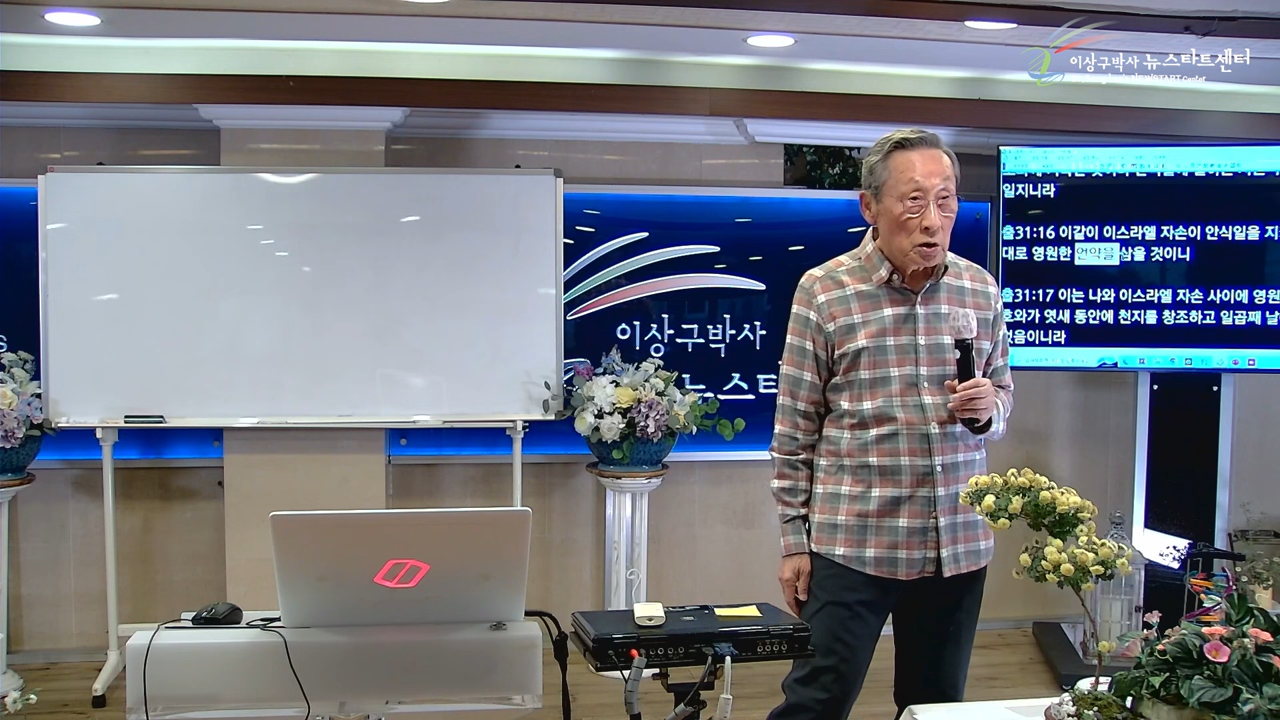 이상구박사 뉴스타트센터
일지니라
출31:16 이같이 이스라엘 자손이 안식일을 지
대로 영원한 언약을 삼을 것이니
출31:17 이는 나와 이스라엘 자손 사이에 영원
호와가 엿새 동안에 천지를 창조하고 일곱째 날
었음이니라
이상구박사
뉴스타